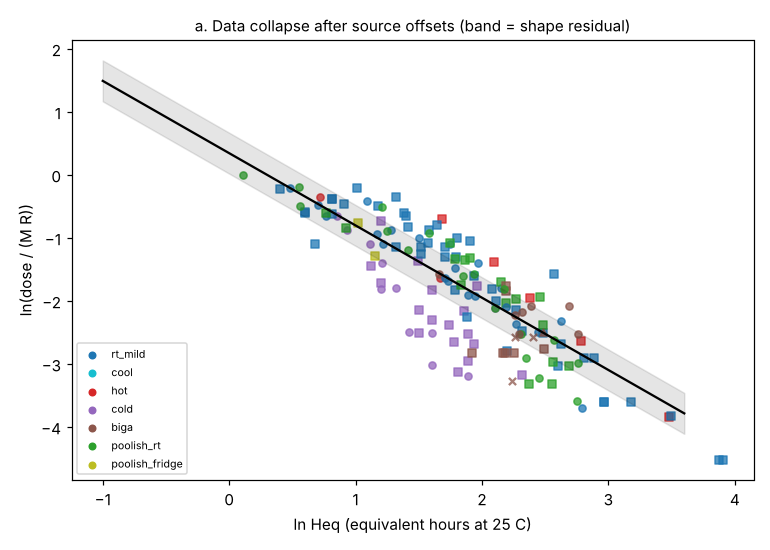 a. Data collapse after source offsets (band = shape residual)
ln(dose / (M R))
2
1
0
−1
−2
−3
−4
rt_mild
cool
hot
cold
biga
poolish_rt
poolish_fridge
−1
0
1
2
3
4
ln Heq (equivalent hours at 25 C)